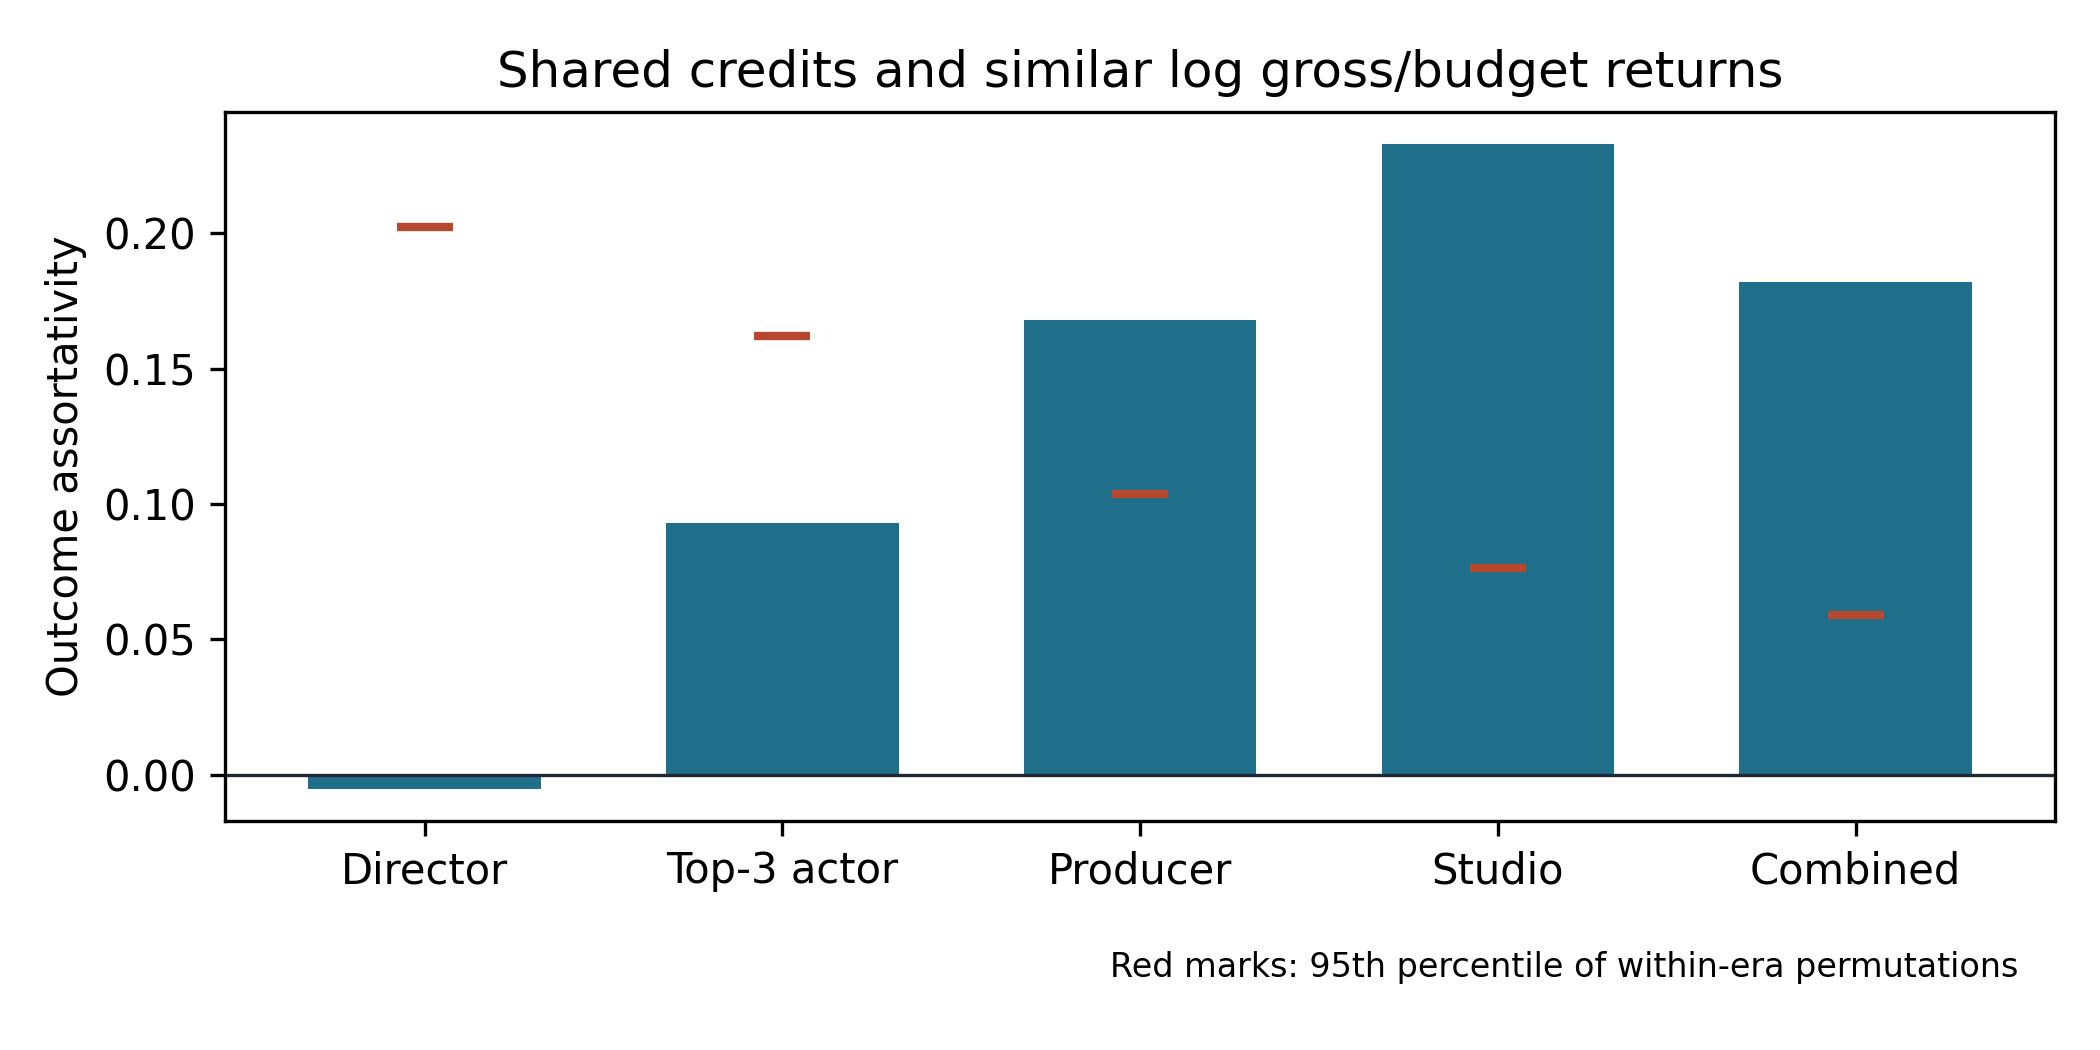 Shared credits and similar log gross/budget returns
Outcome assortativity
0.20
0.15
0.10
0.05
0.00
Director Top-3 actor Producer Studio Combined
Red marks: 95th percentile of within-era permutations